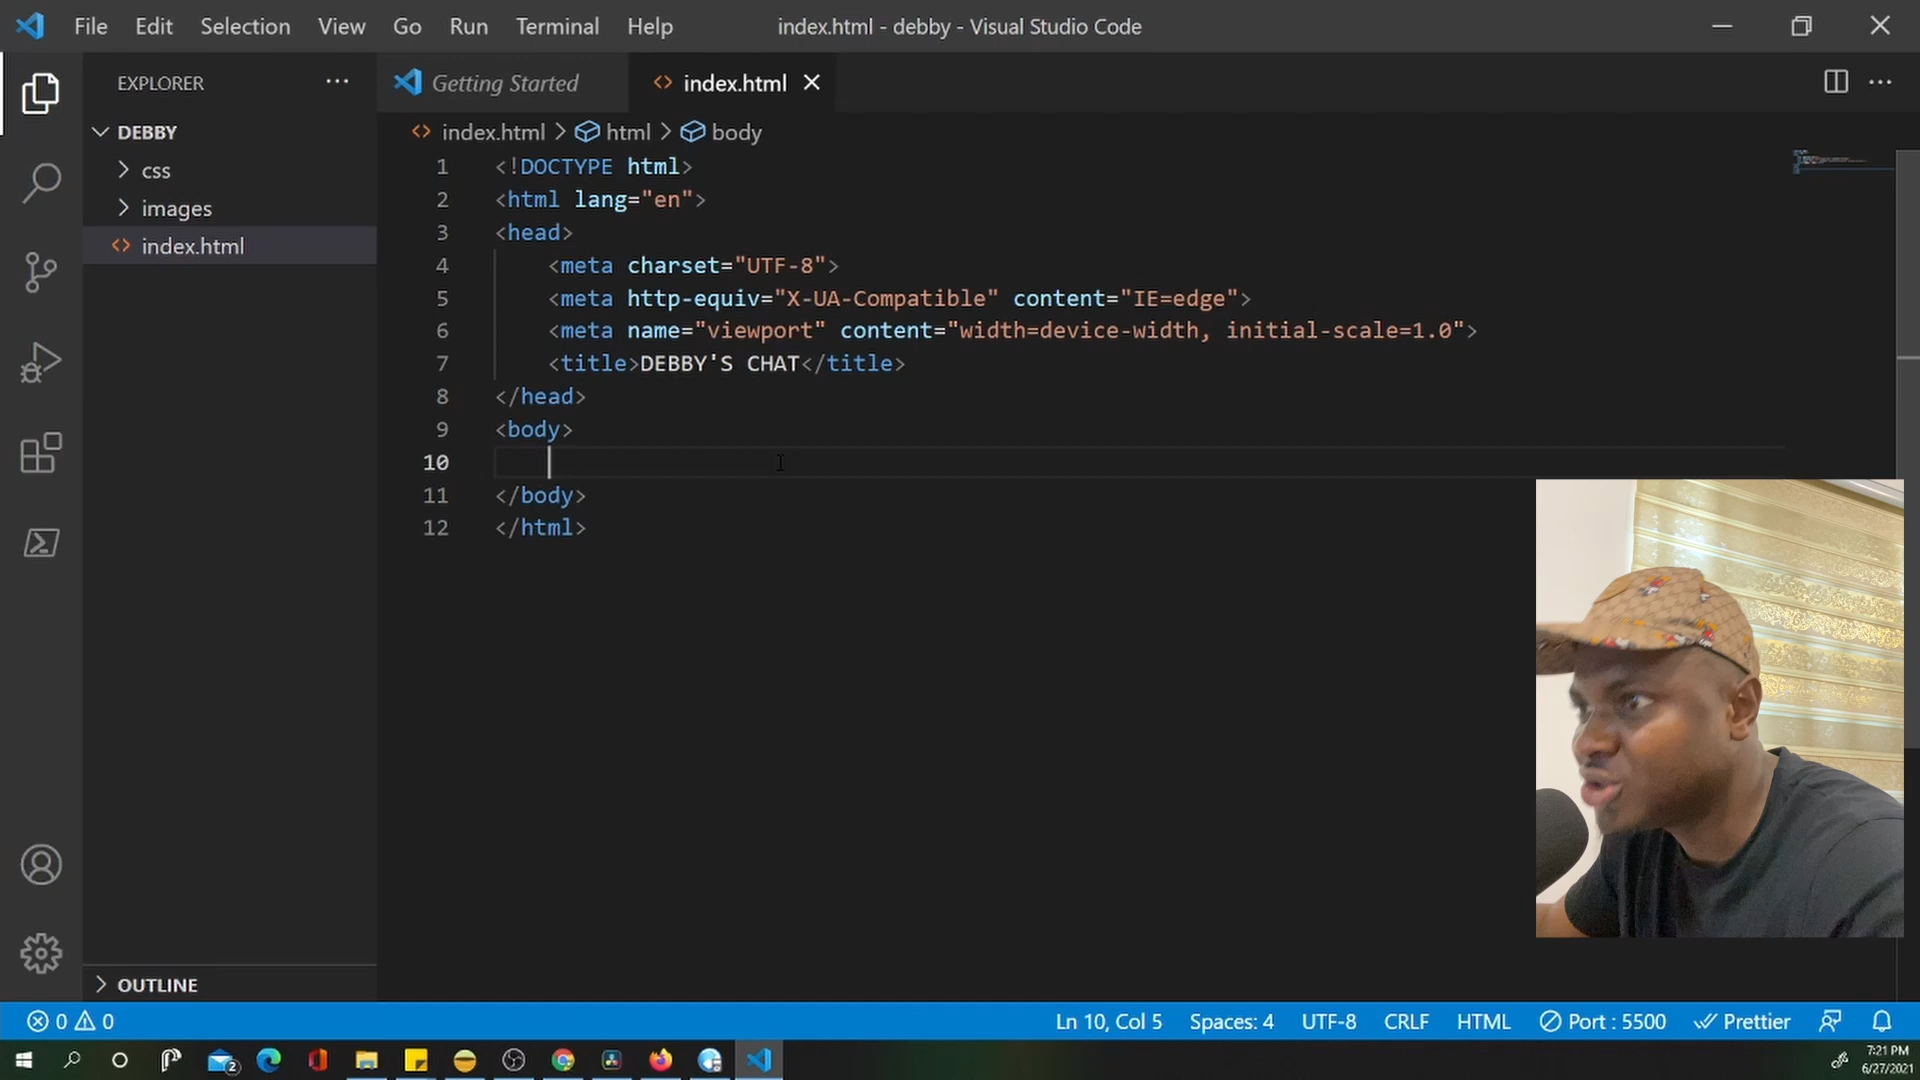 File Edit Selection View Go Run Terminal Help index.html - debby - Visual Studio Code
EXPLORER
Getting Started
index.html
DEBBY
css
images
index.html
index.html > html > body
1 <!DOCTYPE html>
2 <html lang="en">
3 <head>
4 <meta charset="UTF-8">
5 <meta http-equiv="X-UA-Compatible" content="IE=edge">
6 <meta name="viewport" content="width=device-width, initial-scale=1.0">
7 <title>DEBBY'S CHAT</title>
8 </head>
9 <body>
10
11 </body>
12 </html>
OUTLINE
0 0 Ln 10, Col 5 Spaces: 4 UTF-8 CRLF HTML Port : 5500 Prettier
2
7:21 PM
6/27/2021